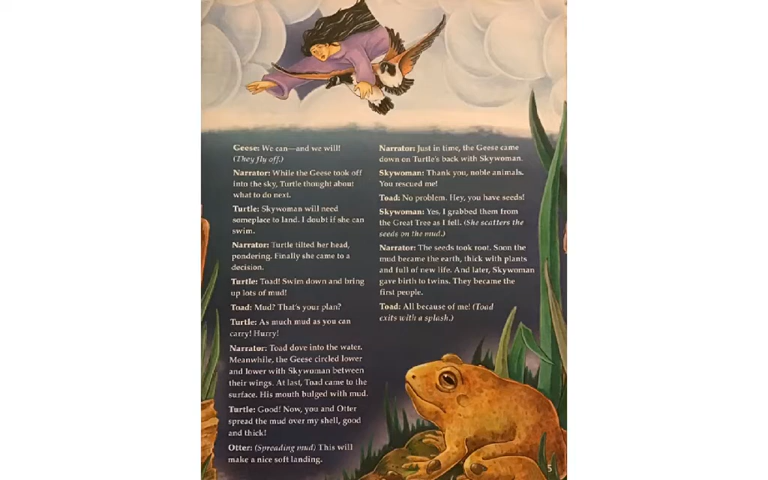 Geese: We can—and we will!
(They fly off.)
Narrator: While the Geese took off
into the sky, Turtle thought about
what to do next.
Turtle: Skywoman will need
someplace to land. I doubt if she can
swim.
Narrator: Turtle tilted her head,
pondering. Finally she came to a
decision.
Turtle: Toad! Swim down and bring
up lots of mud!
Toad: Mud? That's your plan?
Turtle: As much mud as you can
carry! Hurry!
Narrator: Toad dove into the water.
Meanwhile, the Geese circled lower
and lower with Skywoman between
their wings. At last, Toad came to the
surface. His mouth bulged with mud.
Turtle: Good! Now, you and Otter
spread the mud over my shell, good
and thick!
Otter: (Spreading mud) This will
make a nice soft landing.
Narrator: Just in time, the Geese came
down on Turtle's back with Skywoman.
Skywoman: Thank you, noble animals.
You rescued me!
Toad: No problem. Hey, you have seeds!
Skywoman: Yes, I grabbed them from
the Great Tree as I fell. (She scatters the
seeds on the mud.)
Narrator: The seeds took root. Soon the
mud became the earth, thick with plants
and full of new life. And later, Skywoman
gave birth to twins. They became the
first people.
Toad: All because of me! (Toad
exits with a splash.)
5